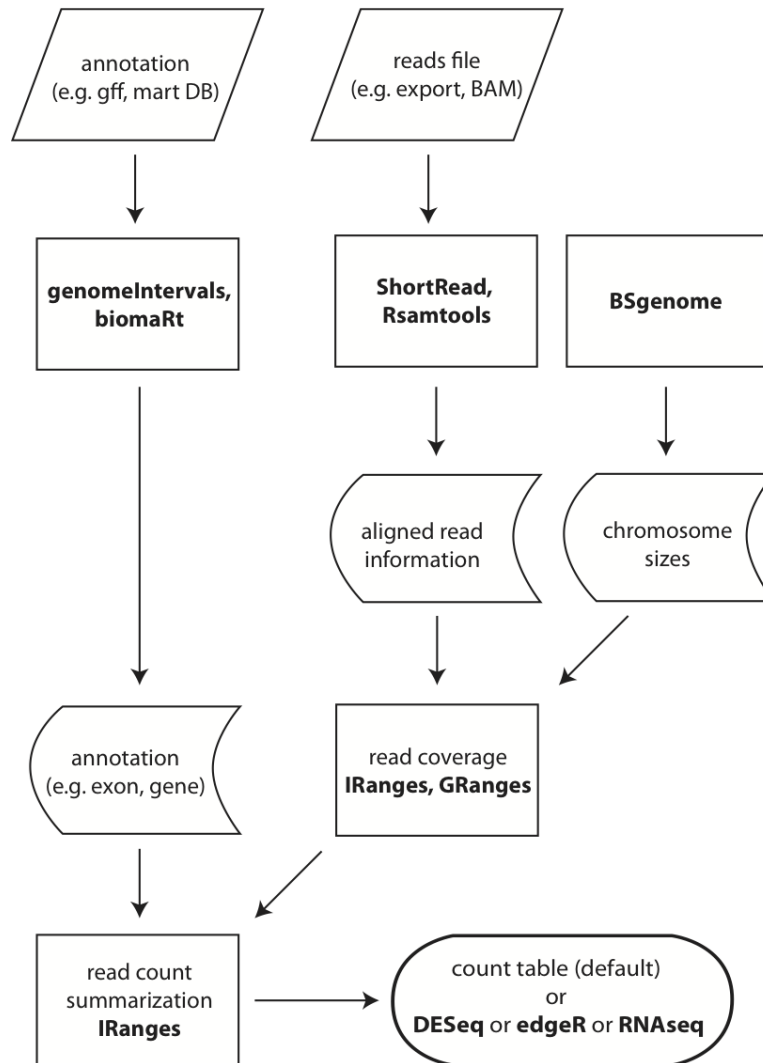 annotation
(e.g. gff, mart DB)
reads file
(e.g. export, BAM)
genomeIntervals,
biomaRt
ShortRead,
Rsamtools
BSgenome
aligned read
information
chromosome
sizes
annotation
(e.g. exon, gene)
read coverage
IRanges, GRanges
read count
summarization
IRanges
count table (default)
or
DESeq or edgeR or RNAseq